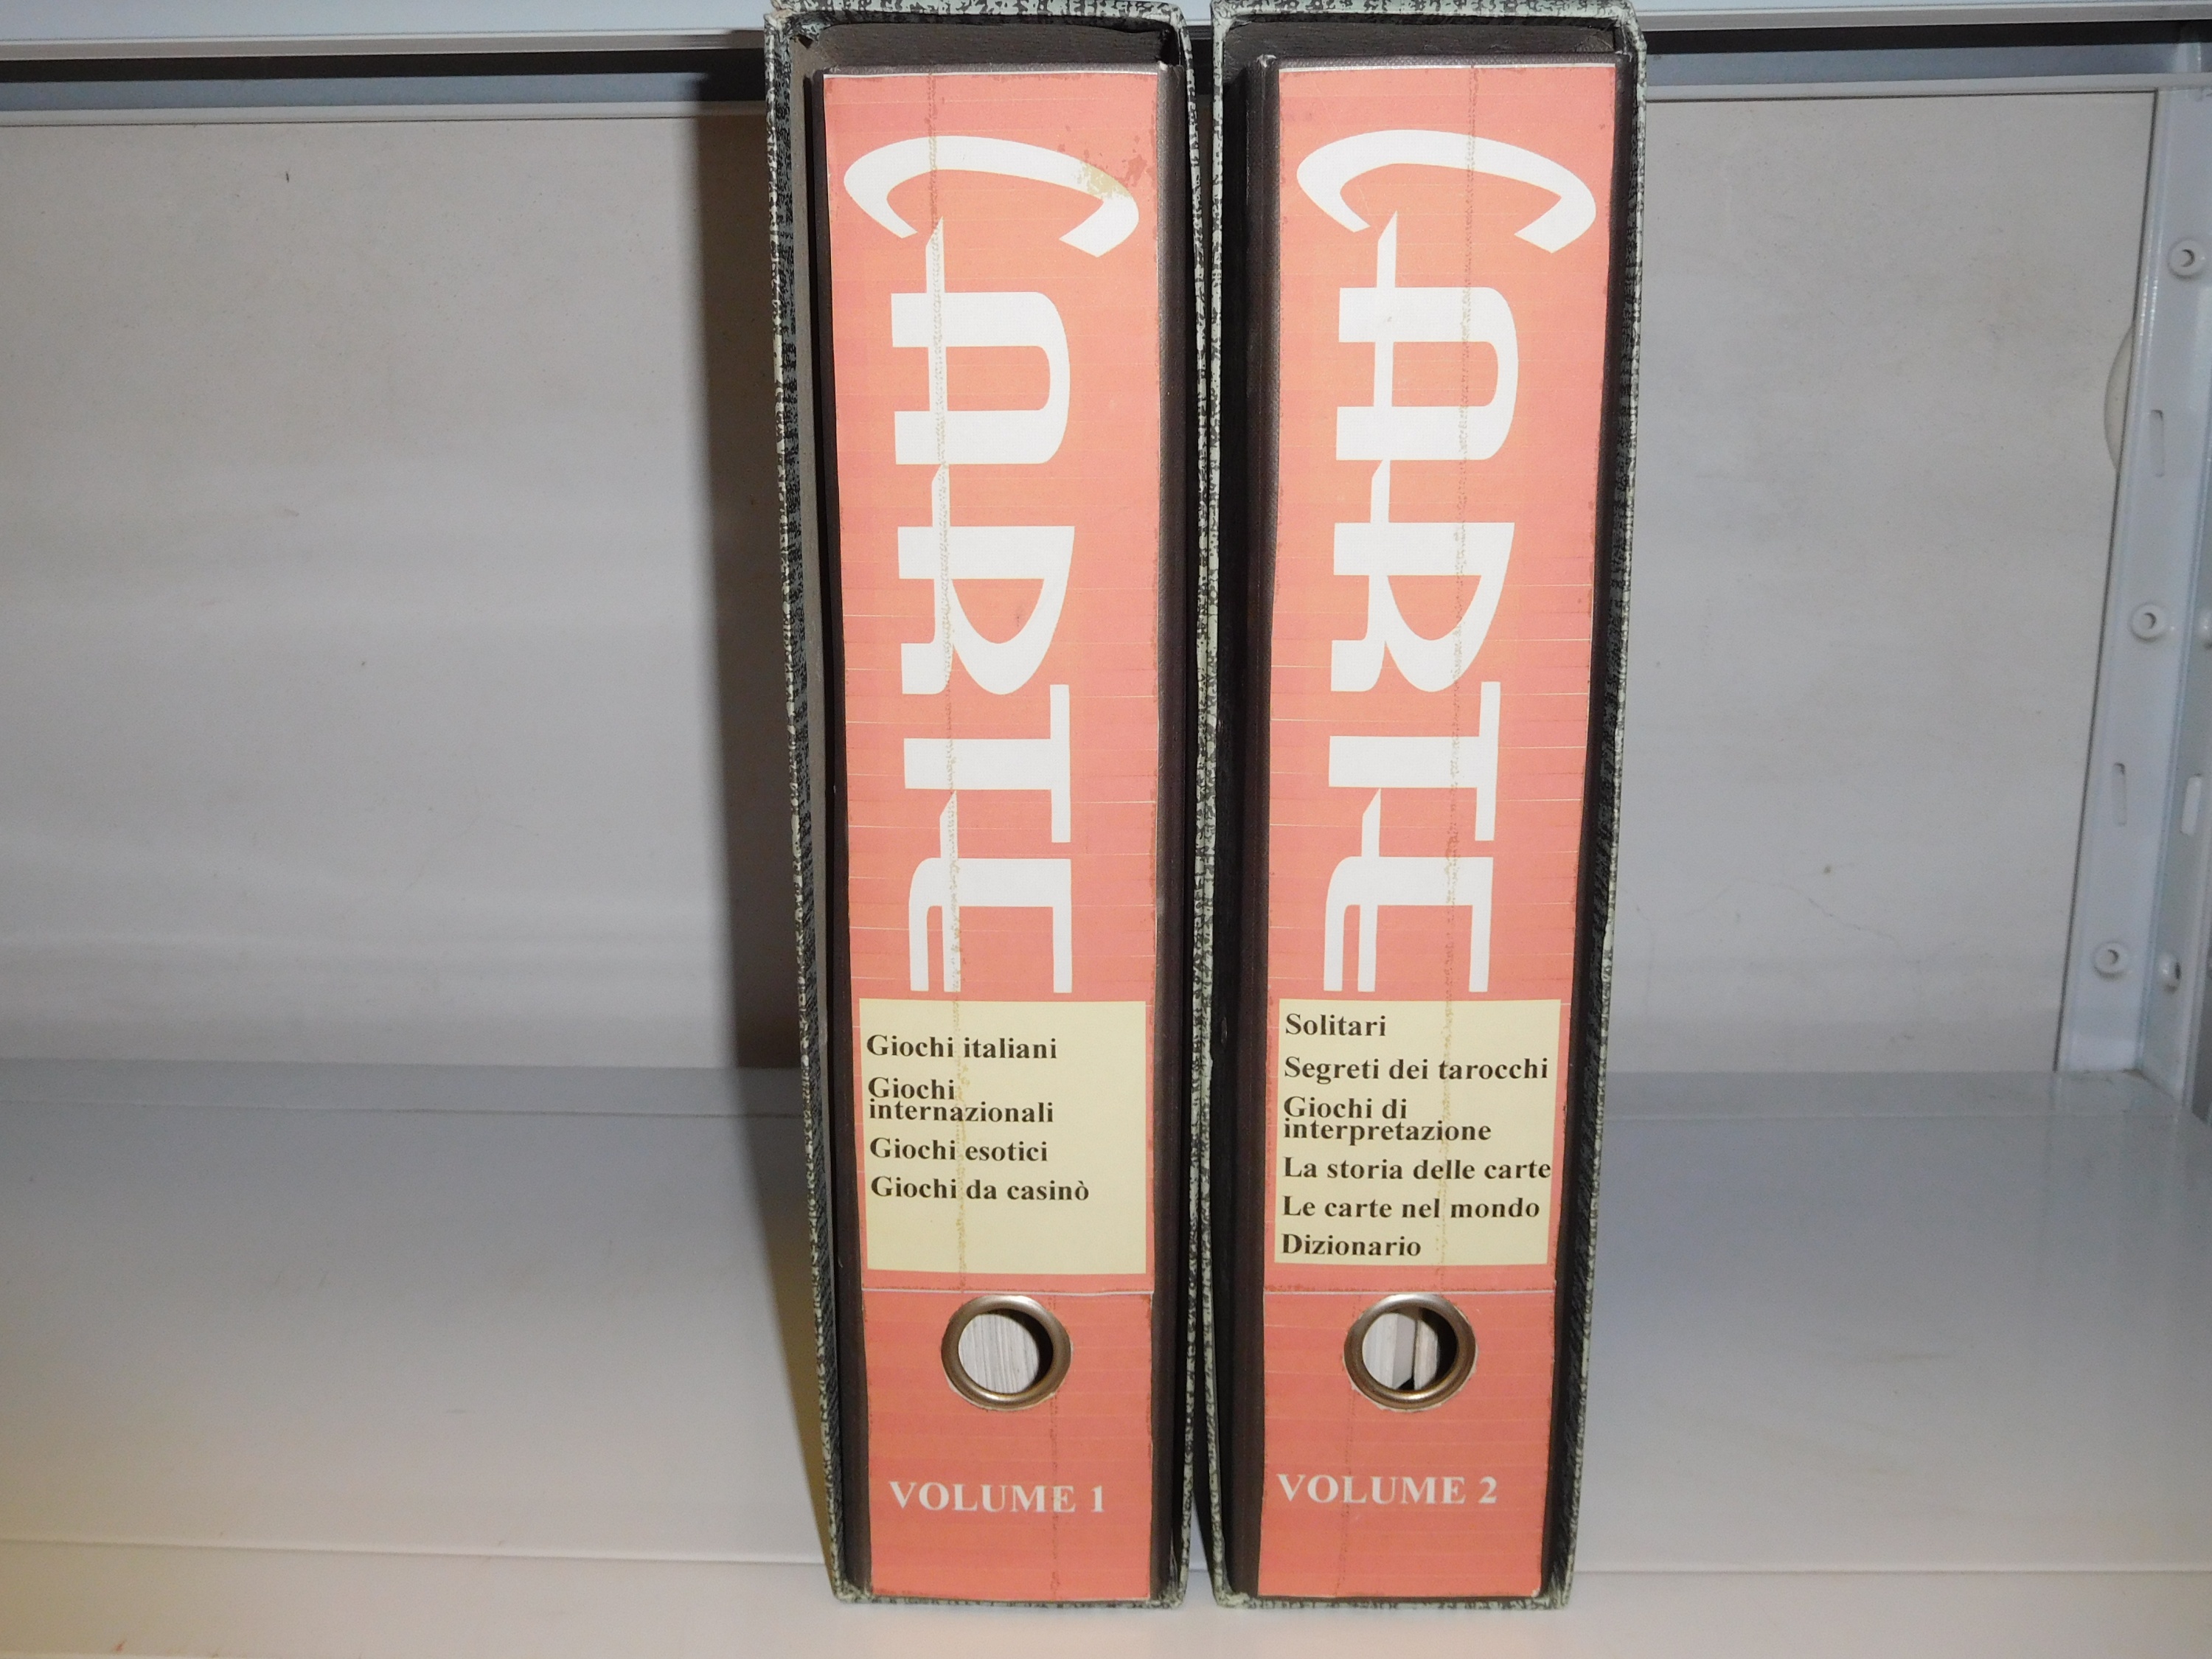 CARTE
Giochi italiani
Giochi
internazionali
Giochi esotici
Giochi da casinò
VOLUME 1
CARTE
Solitari
Segreti dei tarocchi
Giochi di
interpretazione
La storia delle carte
Le carte nel mondo
Dizionario
VOLUME 2